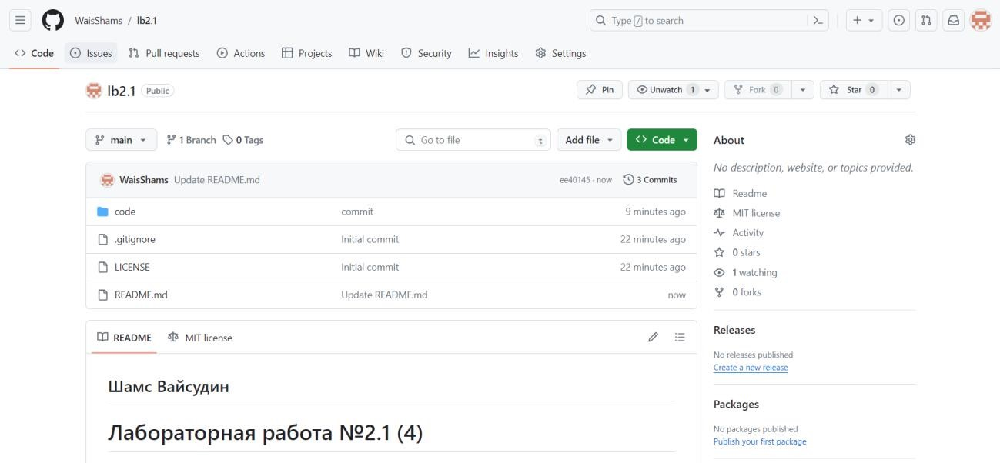 WaisShams / lb2.1
Type / to search
Code Issues Pull requests Actions Projects Wiki Security Insights Settings
lb2.1 Public
Pin Unwatch 1 Fork 0 Star 0
main 1 Branch 0 Tags
Go to file t Add file Code
WaisShams Update README.md ee40145 · now 3 Commits
code commit 9 minutes ago
.gitignore Initial commit 22 minutes ago
LICENSE Initial commit 22 minutes ago
README.md Update README.md now
README MIT license
Шамс Вайсудин
Лабораторная работа №2.1 (4)
About
No description, website, or topics provided.
Readme
MIT license
Activity
0 stars
1 watching
0 forks
Releases
No releases published
Create a new release
Packages
No packages published
Publish your first package